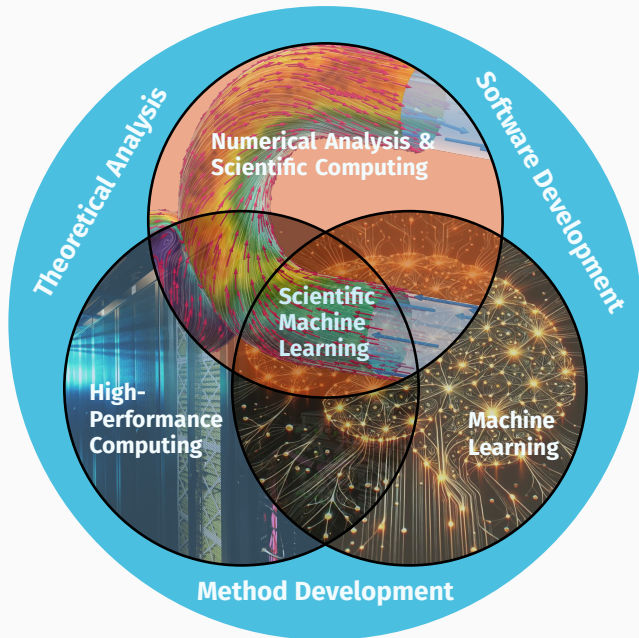 Theoretical Analysis
Software Development
Numerical Analysis &
Scientific Computing
Scientific
Machine
Learning
High-
Performance
Computing
Machine
Learning
Method Development